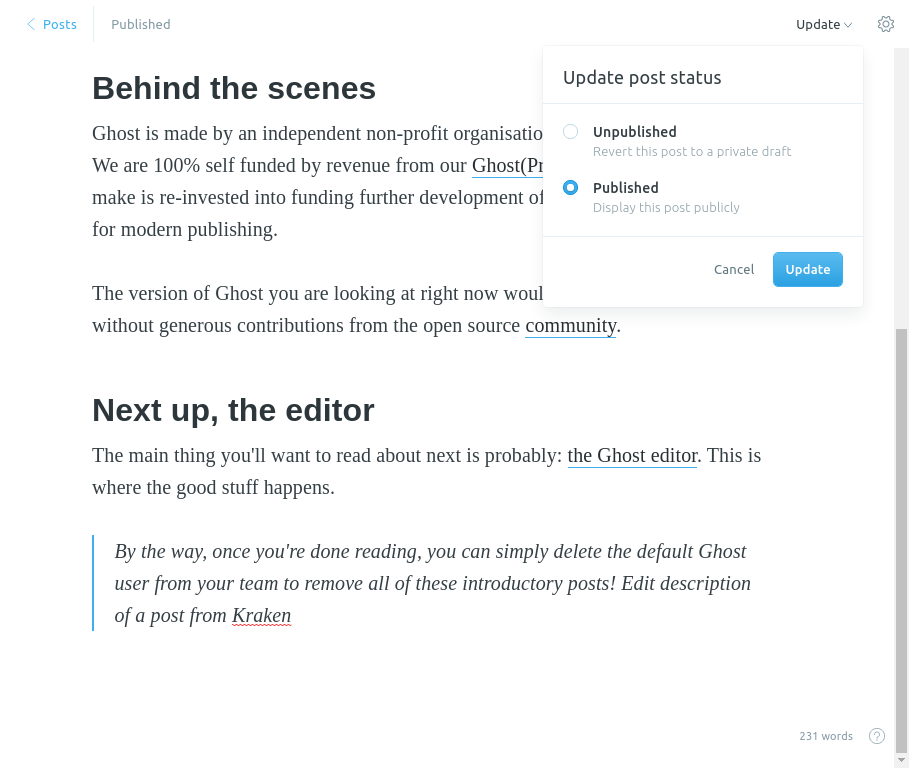 Posts
Published
Update
Update post status
Unpublished
Revert this post to a private draft
Published
Display this post publicly
Cancel
Update
Behind the scenes
Ghost is made by an independent non-profit
We are 100% self funded by revenue from our
make is re-invested into funding further development
for modern publishing.
The version of Ghost you are looking at right now
without generous contributions from the open source community.
Next up, the editor
The main thing you'll want to read about next is probably: the Ghost editor. This is
where the good stuff happens.
By the way, once you're done reading, you can simply delete the default Ghost
user from your team to remove all of these introductory posts! Edit description
of a post from Kraken
231 words
?